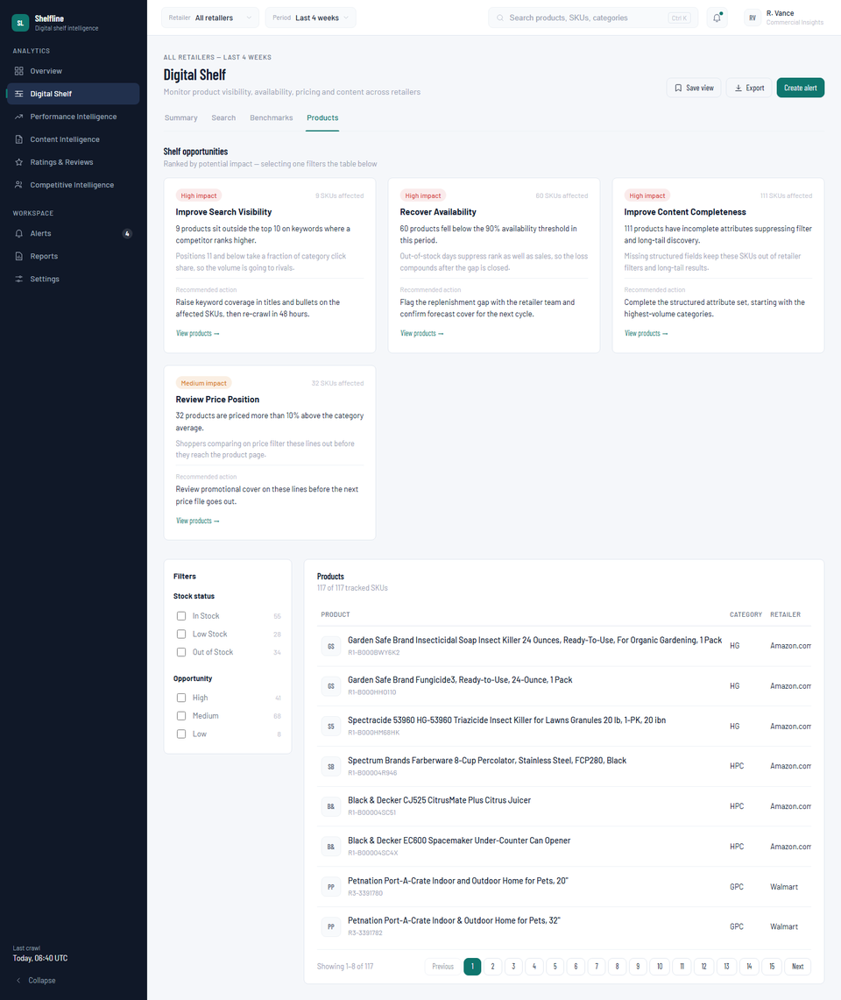 SL
Shelfline
Digital shelf intelligence
ANALYTICS
Overview
Digital Shelf
Performance Intelligence
Content Intelligence
Ratings & Reviews
Competitive Intelligence
WORKSPACE
Alerts 4
Reports
Settings
Last crawl
Today, 06:40 UTC
Collapse
Retailer All retailers
Period Last 4 weeks
Search products, SKUs, categories Ctrl K
RV
R. Vance
Commercial Insights
ALL RETAILERS — LAST 4 WEEKS
Digital Shelf
Monitor product visibility, availability, pricing and content across retailers
Save view
Export
Create alert
Summary Search Benchmarks Products
Shelf opportunities
Ranked by potential impact — selecting one filters the table below
High impact 9 SKUs affected
Improve Search Visibility
9 products sit outside the top 10 on keywords where a
competitor ranks higher.
Positions 11 and below take a fraction of category click
share, so the volume is going to rivals.
Recommended action
Raise keyword coverage in titles and bullets on the
affected SKUs, then re-crawl in 48 hours.
View products →
High impact 60 SKUs affected
Recover Availability
60 products fell below the 90% availability threshold in
this period.
Out-of-stock days suppress rank as well as sales, so the loss
compounds after the gap is closed.
Recommended action
Flag the replenishment gap with the retailer team and
confirm forecast cover for the next cycle.
View products →
High impact 111 SKUs affected
Improve Content Completeness
111 products have incomplete attributes suppressing filter
and long-tail discovery.
Missing structured fields keep these SKUs out of retailer
filters and long-tail results.
Recommended action
Complete the structured attribute set, starting with the
highest-volume categories.
View products →
Medium impact 32 SKUs affected
Review Price Position
32 products are priced more than 10% above the category
average.
Shoppers comparing on price filter these lines out before
they reach the product page.
Recommended action
Review promotional cover on these lines before the next
price file goes out.
View products →
Filters
Stock status
In Stock 55
Low Stock 28
Out of Stock 34
Opportunity
High 41
Medium 68
Low 8
Products
117 of 117 tracked SKUs
PRODUCT CATEGORY RETAILER
GS Garden Safe Brand Insecticidal Soap Insect Killer 24 Ounces, Ready-To-Use, For Organic Gardening, 1 Pack HG Amazon.com
R1-B000BWY6K2
GS Garden Safe Brand Fungicide3, Ready-to-Use, 24-Ounce, 1 Pack HG Amazon.com
R1-B000HHO110
S5 Spectracide 53960 HG-53960 Triazicide Insect Killer for Lawns Granules 20 lb, 1-PK, 20 ibn HG Amazon.com
R1-B000HM68HK
SB Spectrum Brands Farberware 8-Cup Percolator, Stainless Steel, FCP280, Black HPC Amazon.com
R1-B00004R946
B& Black & Decker CJ525 CitrusMate Plus Citrus Juicer HPC Amazon.com
R1-B00004SC51
B& Black & Decker EC600 Spacemaker Under-Counter Can Opener HPC Amazon.com
R1-B00004SC4X
PP Petnation Port-A-Crate Indoor and Outdoor Home for Pets, 20" GPC Walmart
R3-3391780
PP Petnation Port-A-Crate Indoor & Outdoor Home for Pets, 32" GPC Walmart
R3-3391782
Showing 1–8 of 117
Previous 1 2 3 4 5 6 7 8 9 10 11 12 13 14 15 Next